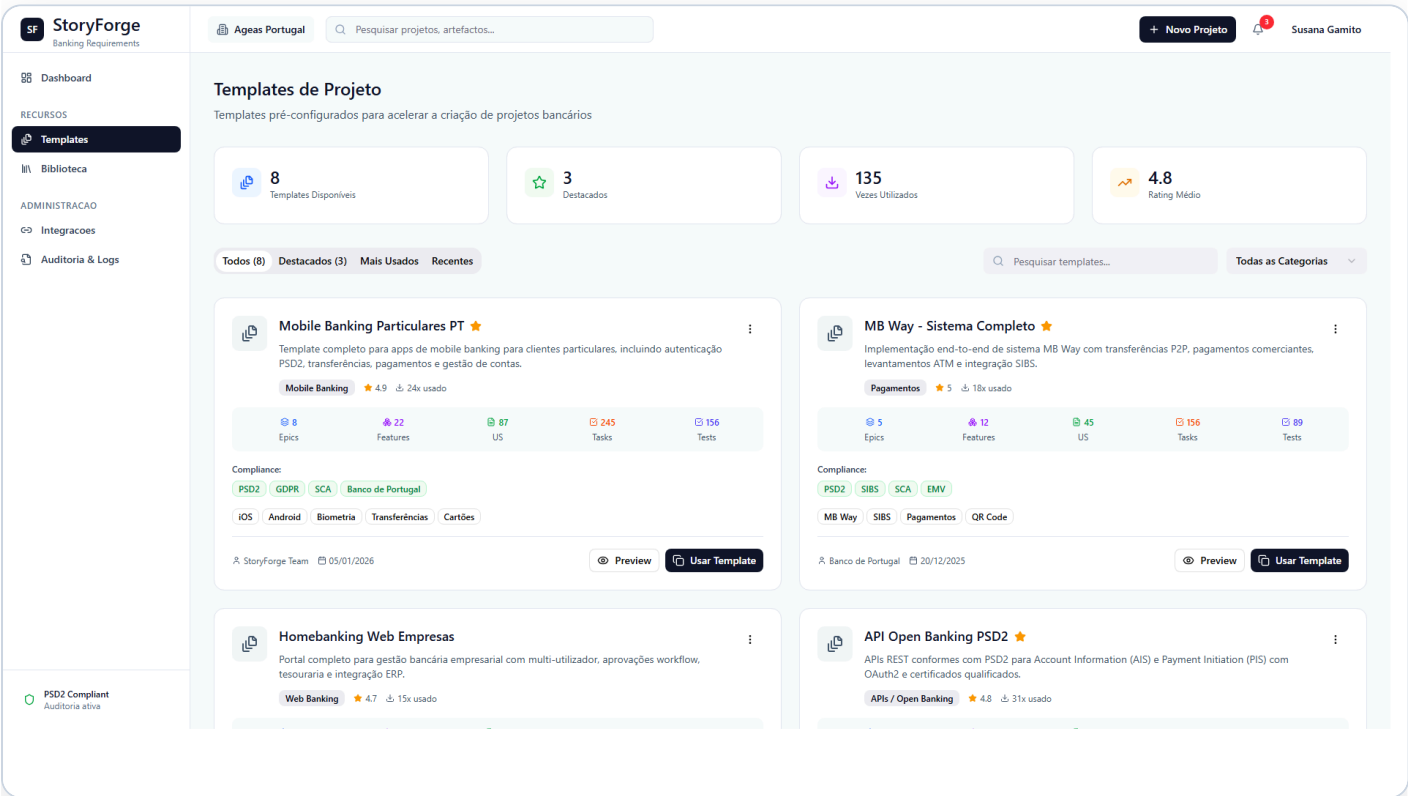 SF
StoryForge
Banking Requirements
Ageas Portugal
Pesquisar projetos, artefactos...
+ Novo Projeto
3
Susana Gamito
Dashboard
RECURSOS
Templates
Biblioteca
ADMINISTRACAO
Integracoes
Auditoria & Logs
PSD2 Compliant
Auditoria ativa
Templates de Projeto
Templates pré-configurados para acelerar a criação de projetos bancários
8
Templates Disponíveis
3
Destacados
135
Vezes Utilizados
4.8
Rating Médio
Todos (8)
Destacados (3)
Mais Usados
Recentes
Pesquisar templates...
Todas as Categorias
Mobile Banking Particulares PT
Template completo para apps de mobile banking para clientes particulares, incluindo autenticação
PSD2, transferências, pagamentos e gestão de contas.
Mobile Banking
4.9
24x usado
8
Epics
22
Features
87
US
245
Tasks
156
Tests
Compliance:
PSD2
GDPR
SCA
Banco de Portugal
iOS
Android
Biometria
Transferências
Cartões
StoryForge Team
05/01/2026
Preview
Usar Template
MB Way - Sistema Completo
Implementação end-to-end de sistema MB Way com transferências P2P, pagamentos comerciantes,
levantamentos ATM e integração SIBS.
Pagamentos
5
18x usado
5
Epics
12
Features
45
US
156
Tasks
89
Tests
Compliance:
PSD2
SIBS
SCA
EMV
MB Way
SIBS
Pagamentos
QR Code
Banco de Portugal
20/12/2025
Preview
Usar Template
Homebanking Web Empresas
Portal completo para gestão bancária empresarial com multi-utilizador, aprovações workflow,
tesouraria e integração ERP.
Web Banking
4.7
15x usado
API Open Banking PSD2
APIs REST conformes com PSD2 para Account Information (AIS) e Payment Initiation (PIS) com
OAuth2 e certificados qualificados.
APIs / Open Banking
4.8
31x usado